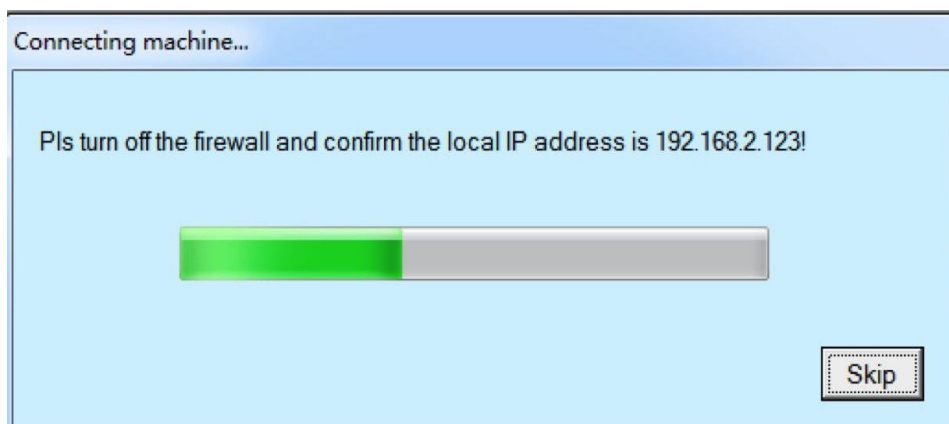 Connecting machine...
Pls turn off the firewall and confirm the local IP address is 192.168.2.123!
Skip